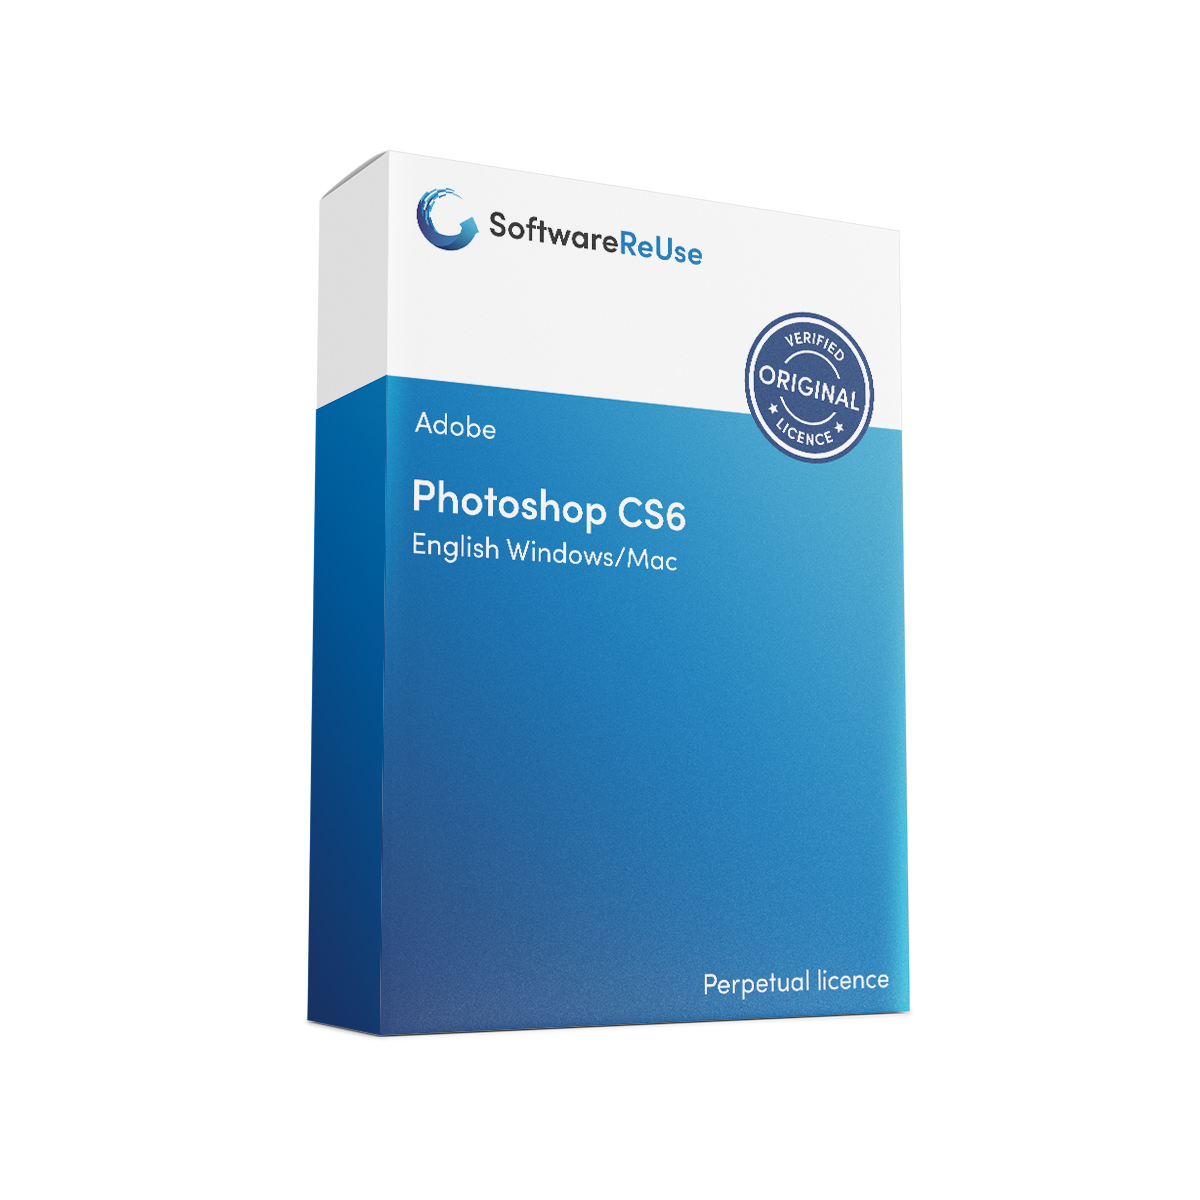 SoftwareReUse
VERIFIED
ORIGINAL
LICENCE
Adobe
Photoshop CS6
English Windows/Mac
Perpetual licence